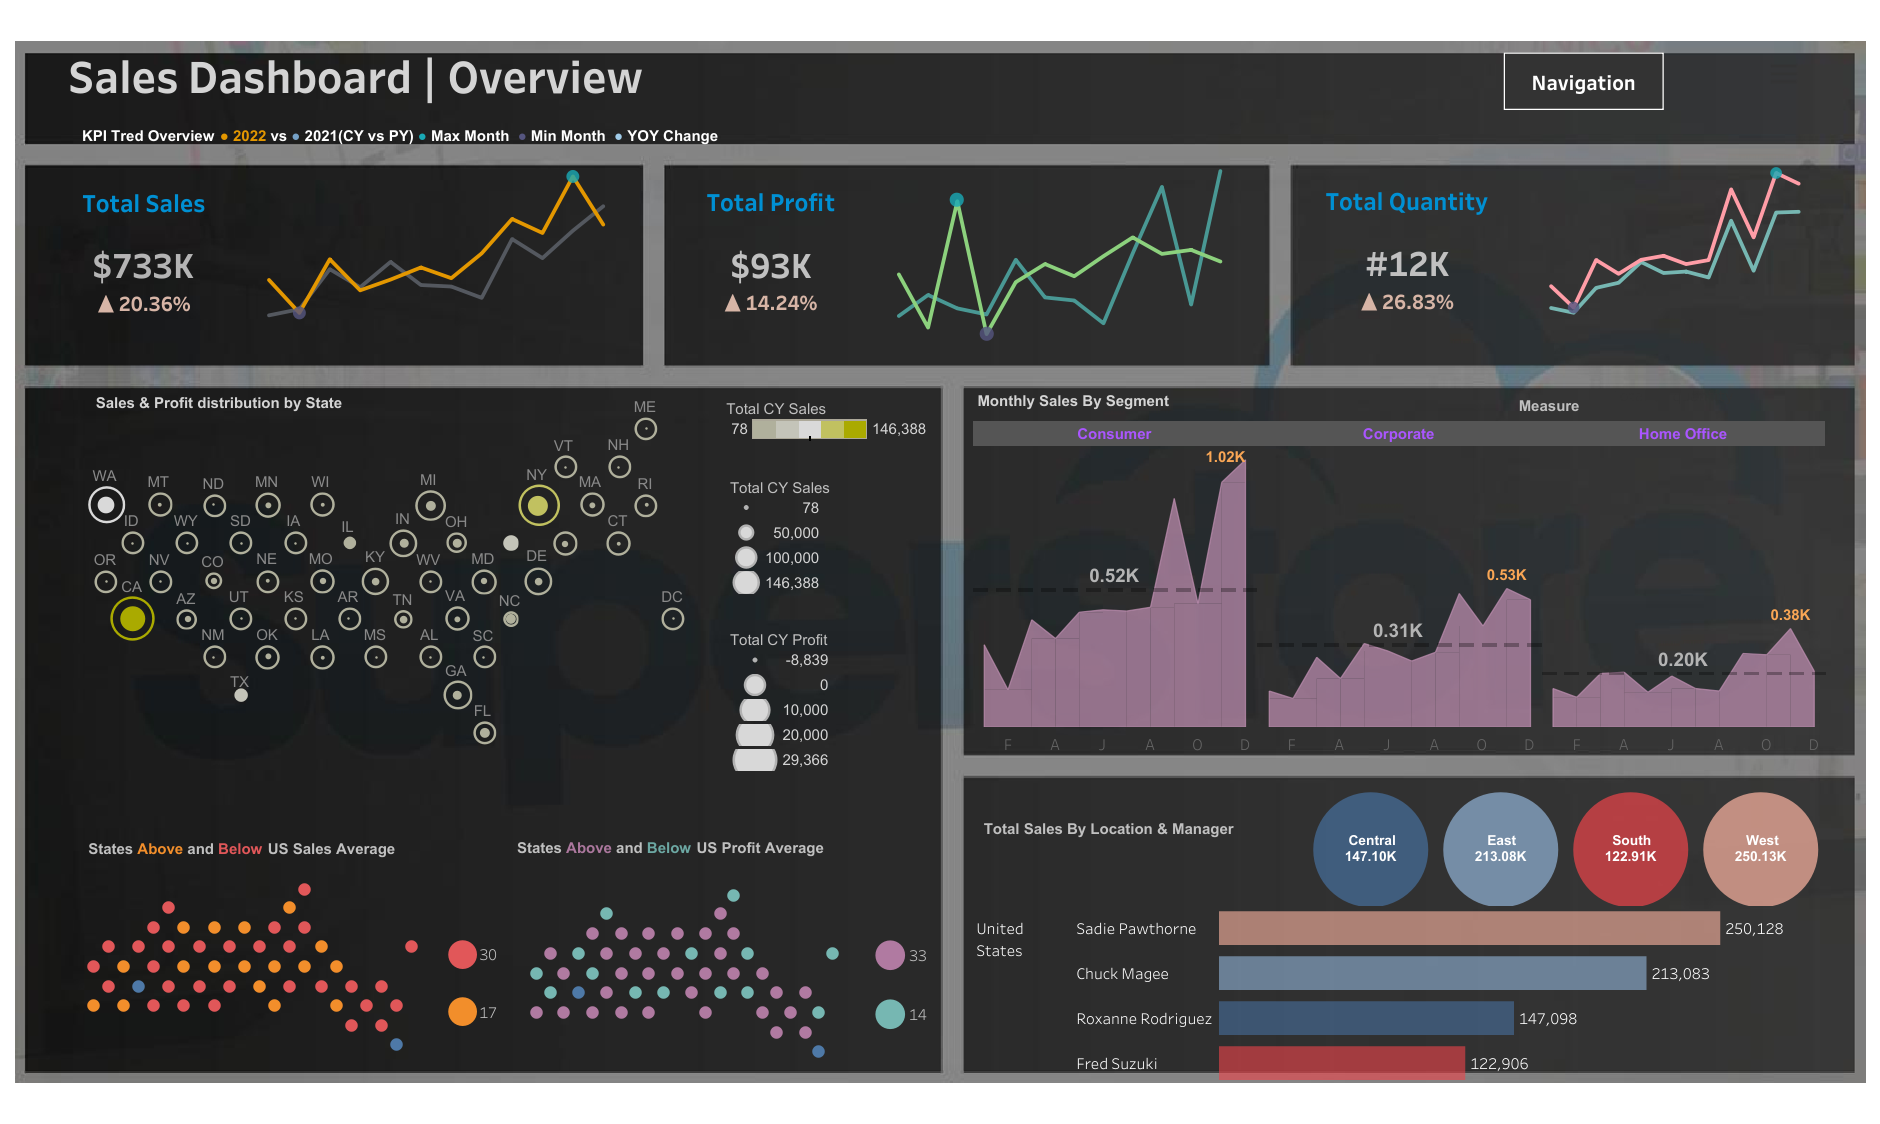 Sales Dashboard | Overview
Navigation
KPI Tred Overview ● 2022 vs ● 2021(CY vs PY) ● Max Month ● Min Month ● YOY Change
Total Sales
$733K
▲ 20.36%
Total Profit
$93K
▲ 14.24%
Total Quantity
#12K
▲ 26.83%
Sales & Profit distribution by State
ME
VT NH
WA MT ND MN WI MI NY MA RI
ID WY SD IA IL IN OH CT
OR NV CO NE MO KY WV MD DE
CA AZ UT KS AR TN VA NC DC
NM OK LA MS AL SC
TX GA
FL
Total CY Sales
78 146,388
Total CY Sales
78
50,000
100,000
146,388
Total CY Profit
-8,839
0
10,000
20,000
29,366
States Above and Below US Sales Average
30
17
States Above and Below US Profit Average
33
14
Monthly Sales By Segment
Measure
Consumer Corporate Home Office
1.02K
0.52K
0.53K
0.31K
0.38K
0.20K
F A J A O D F A J A O D F A J A O D
Total Sales By Location & Manager
Central
147.10K
East
213.08K
South
122.91K
West
250.13K
United
States
Sadie Pawthorne 250,128
Chuck Magee 213,083
Roxanne Rodriguez 147,098
Fred Suzuki 122,906
superstore